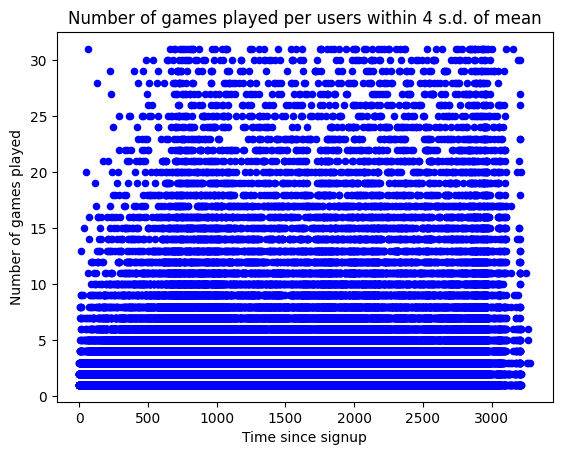 Number of games played per users within 4 s.d. of mean
30
25
20
15
10
5
0
Number of games played
0 500 1000 1500 2000 2500 3000
Time since signup